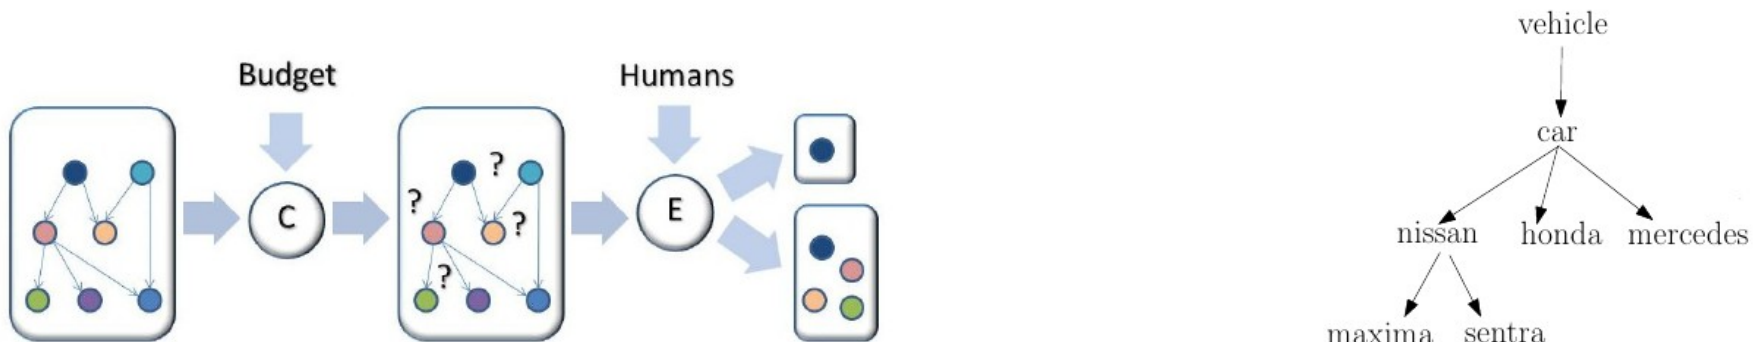 Budget
Humans
C
?
?
?
?
E
vehicle
car
nissan honda mercedes
maxima sentra